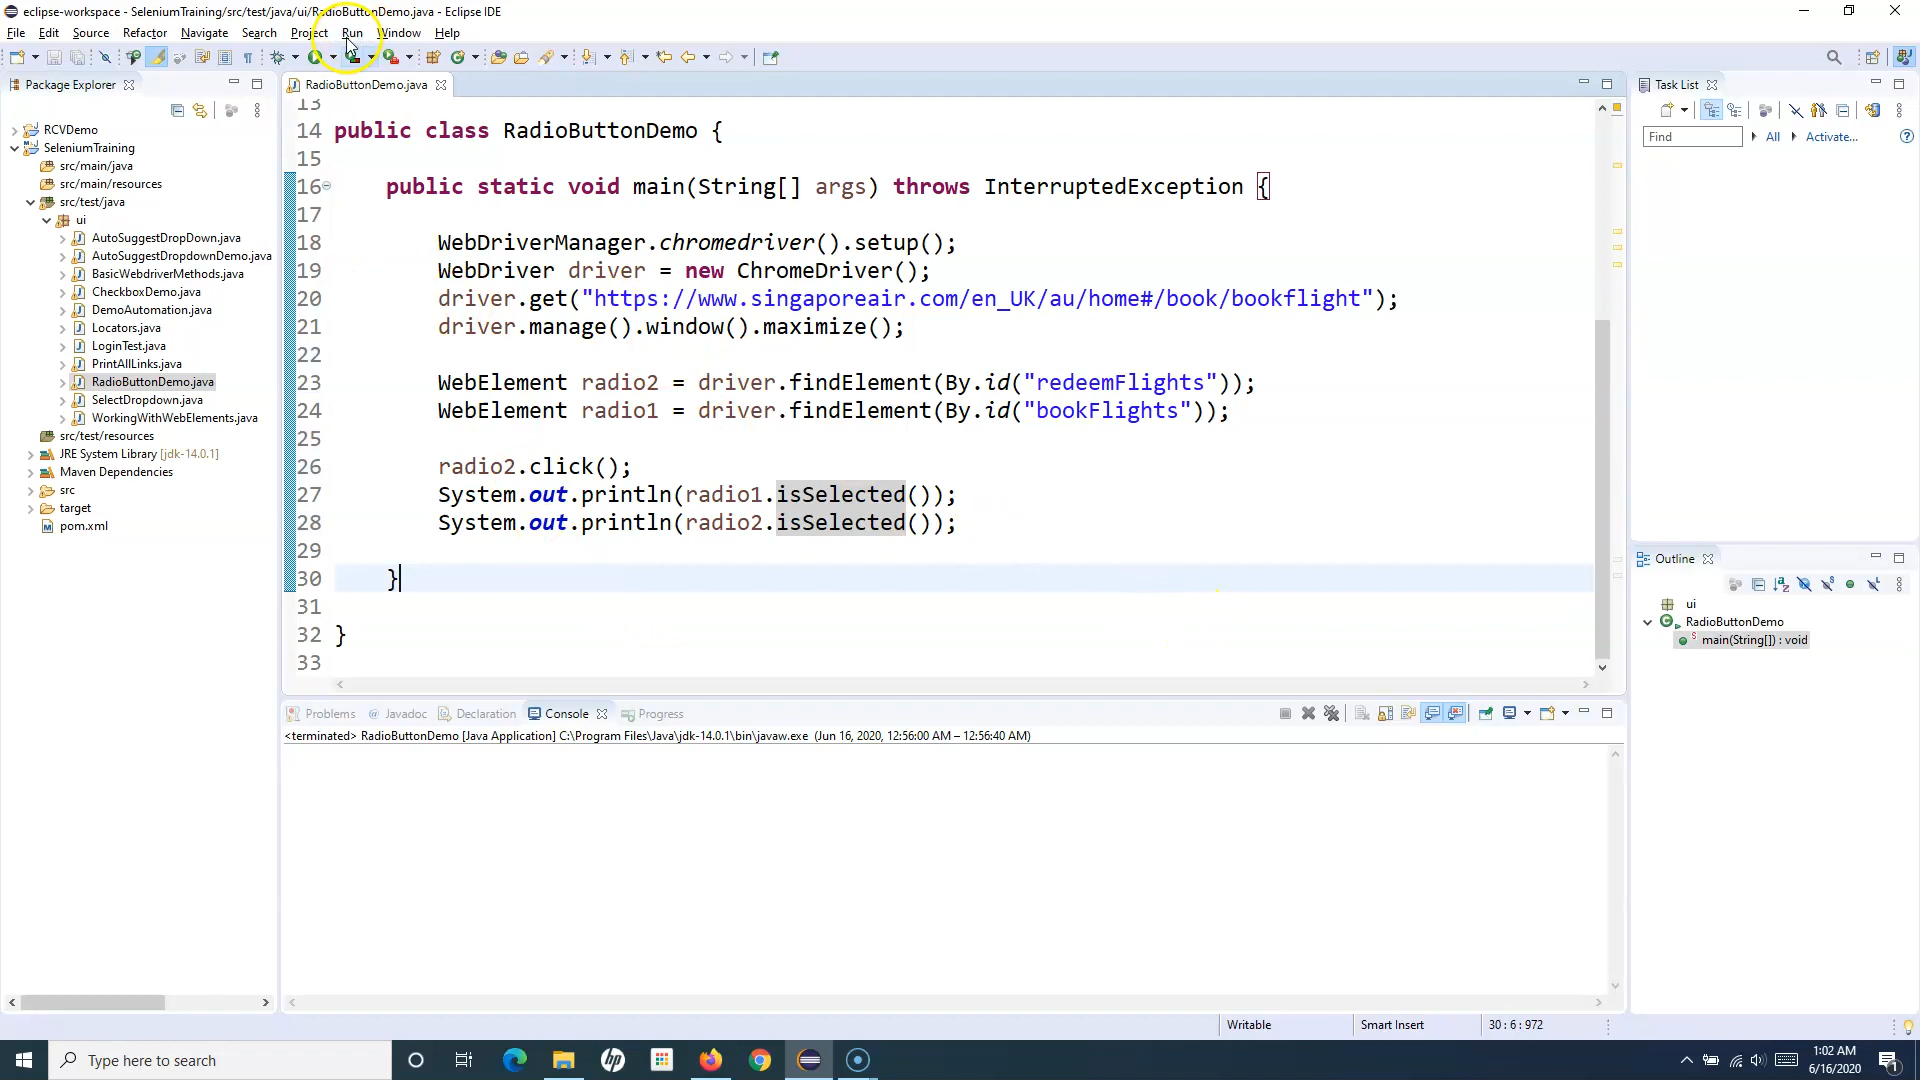 eclipse-workspace - SeleniumTraining/src/test/java/ui/RadioButtonDemo.java - Eclipse IDE
File Edit Source Refactor Navigate Search Project Run Window Help
Package Explorer
RCVDemo
SeleniumTraining
src/main/java
src/main/resources
src/test/java
ui
AutoSuggestDropDown.java
AutoSuggestDropdownDemo.java
BasicWebdriverMethods.java
CheckboxDemo.java
DemoAutomation.java
Locators.java
LoginTest.java
PrintAllLinks.java
RadioButtonDemo.java
SelectDropdown.java
WorkingWithWebElements.java
src/test/resources
JRE System Library [jdk-14.0.1]
Maven Dependencies
src
target
pom.xml
RadioButtonDemo.java
13
14 public class RadioButtonDemo {
15
16 public static void main(String[] args) throws InterruptedException {
17
18 WebDriverManager.chromedriver().setup();
19 WebDriver driver = new ChromeDriver();
20 driver.get("https://www.singaporeair.com/en_UK/au/home#/book/bookflight");
21 driver.manage().window().maximize();
22
23 WebElement radio2 = driver.findElement(By.id("redeemFlights"));
24 WebElement radio1 = driver.findElement(By.id("bookFlights"));
25
26 radio2.click();
27 System.out.println(radio1.isSelected());
28 System.out.println(radio2.isSelected());
29
30 }
31
32 }
33
Problems @ Javadoc Declaration Console Progress
<terminated> RadioButtonDemo [Java Application] C:\Program Files\Java\jdk-14.0.1\bin\javaw.exe (Jun 16, 2020, 12:56:00 AM – 12:56:40 AM)
Task List
Find All Activate...
Outline
ui
RadioButtonDemo
main(String[]) : void
Writable Smart Insert 30 : 6 : 972
Type here to search
1:02 AM
6/16/2020
1